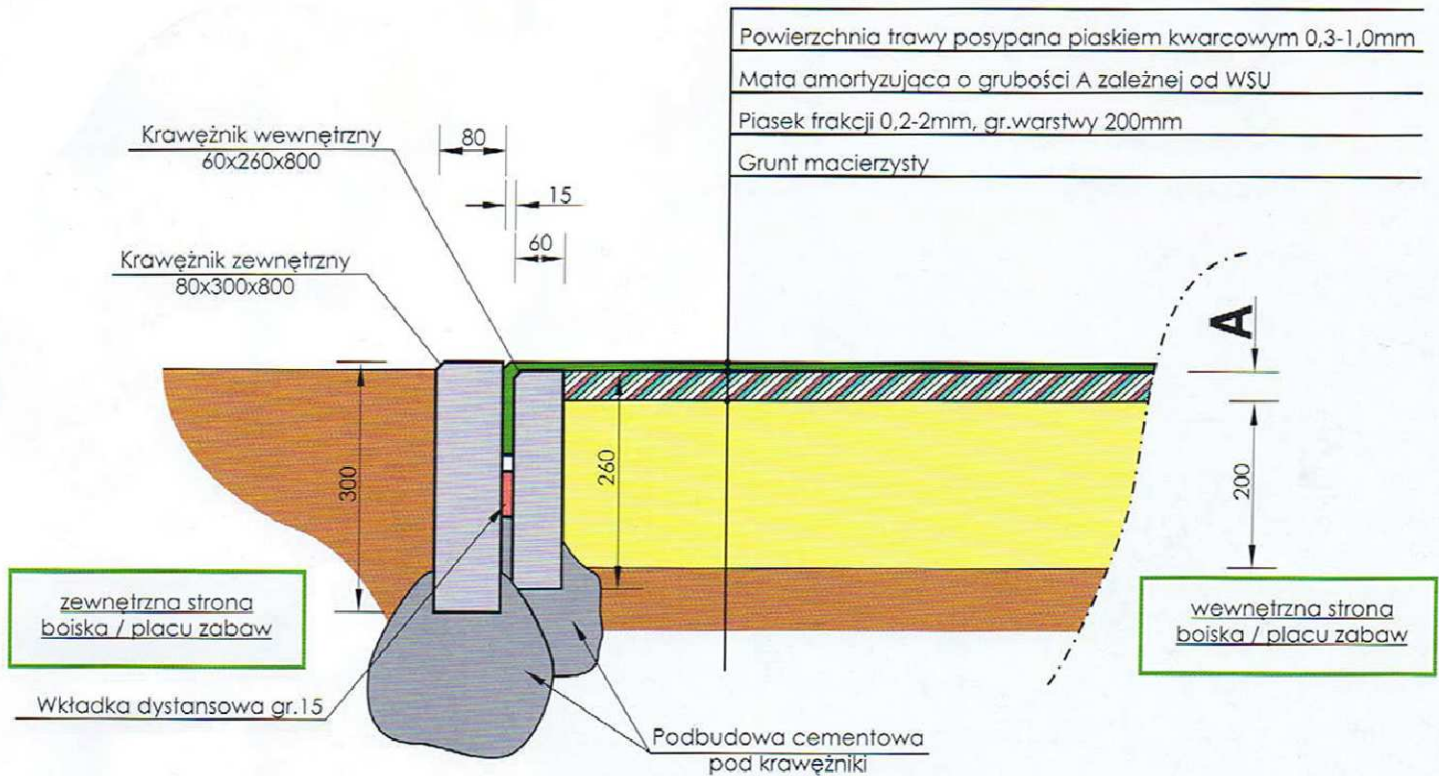 Powierzchnia trawy posypana piaskiem kwarcowym 0,3-1,0mm
Mata amortyzująca o grubości A zależnej od WSU
Piasek frakcji 0,2-2mm, gr.warstwy 200mm
Grunt macierzysty
Krawężnik wewnętrzny
60x260x800
80
15
60
Krawężnik zewnętrzny
80x300x800
A
300
260
200
zewnętrzna strona
boiska / placu zabaw
wewnętrzna strona
boiska / placu zabaw
Wkładka dystansowa gr.15
Podbudowa cementowa
pod krawężniki